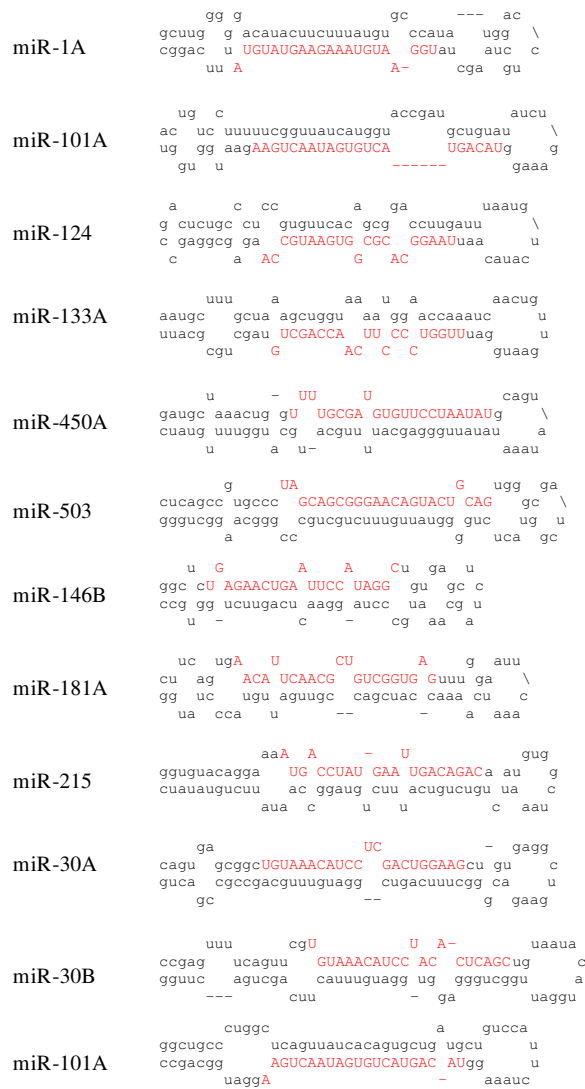 gg g gc --- ac
gcuug g acauacuucuuuaugu ccaua ugg \
miR-1A
cggac u UGUAUGAAGAAAUGUA GGUau auc c
uu A A- cga gu
ug c accgau aucu
ac uc uuuuucgguuaucauggu gcuguau \
miR-101A
ug gg aagAAGUCAAUAGUGUCA UGACAUg g
gu u ------ gaaa
a c cc a ga uaaug
g cucugc cu guguucac gcg ccuugauu \
miR-124
c gaggcg ga CGUAAGUG CGC GGAAUuaa u
c a AC G AC cauac
uuu a aa u a aacug
aaugc gcua agcuggu aa gg accaaauc u
miR-133A
uuacg cgau UCGACCA UU CC UGGUUuag u
cgu G AC C C guaag
u - UU U cagu
gaugc aaacug gU UGCGA GUGUUCCUAAUAUg \
miR-450A
cuaug uuuggu cg acguu uacgagguuauau a
u a u- u aaau
g UA G ugg ga
cucagcc ugccc GCAGCGGGAACAGUACU CAG gc \
miR-503
gggucgg acggg cgucgucuuuguuaugg guc ug u
a cc g uca gc
u G A A Cu ga u
ggc cU AGAACUGA UUCC UAGG gu gc c
miR-146B
ccg gg ucuugacu aagg aucc ua cg u
u - c - cg aa a
uc ugA U CU A g auu
cu ag ACA UCAACG GUCGGUG Guuu ga \
miR-181A
gg uc ugu aguugc cagcuac caaa cu c
ua cca u -- - a aaa
aaA A - U gug
gguguacagga UG CCUAU GAA UGACAGACa au g
miR-215
cuauaugucuu ac ggaug cuu acugucugu ua c
aua c u u c aau
ga UC - gagg
cagu gcggcUGUAAACAUCC GACUGGAAGcu gu c
miR-30A
guca cgccgacguuuguagg cugacuuucgg ca u
gc -- g gaag
uuu cgU U A- uaaua
ccgag ucaguu GUAAACAUCC AC CUCAGCug c
miR-30B
gguuc agucga cauuuguagg ug gggucggu a
--- cuu - ga uaggu
cuggc a gucca
ggcugcc ucaguuaucacagugcug ugcu u
miR-101A
ccgacgg AGUCAAUAGUGUCAUGAC AUgg u
uaggA - aaauc